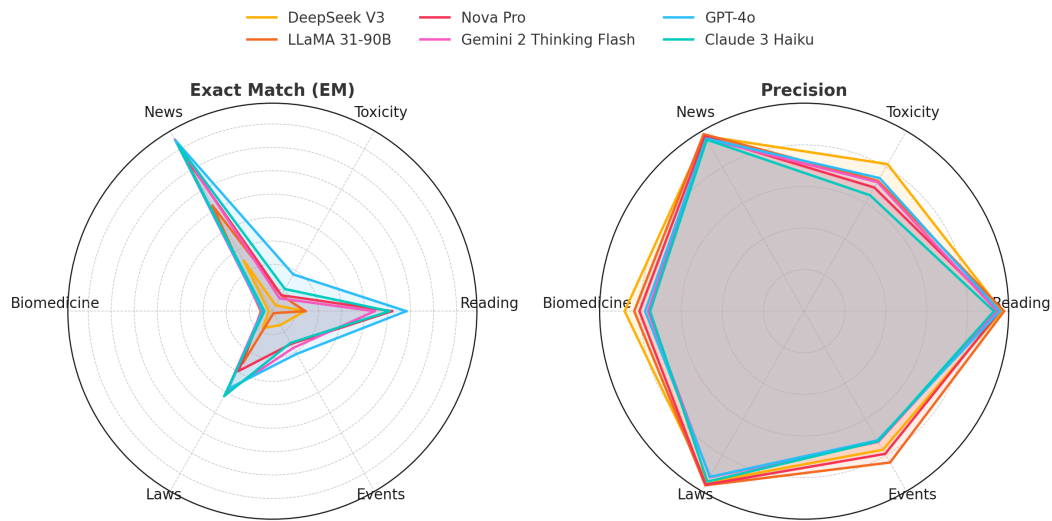 DeepSeek V3
LLaMA 31-90B
Nova Pro
Gemini 2 Thinking Flash
GPT-4o
Claude 3 Haiku
Exact Match (EM)
News
Toxicity
Biomedicine
Reading
Laws
Events
Precision
News
Toxicity
Biomedicine
Reading
Laws
Events